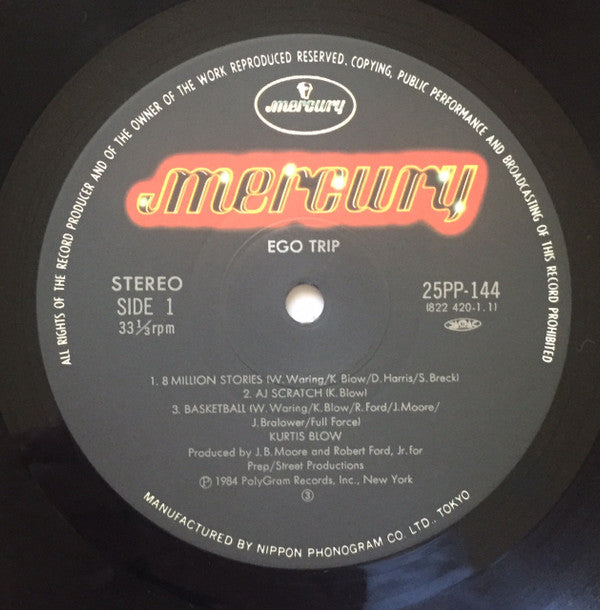 ALL RIGHTS OF THE RECORD PRODUCER AND OF THE OWNER OF THE WORK REPRODUCED RESERVED. COPYING, PUBLIC PERFORMANCE AND BROADCASTING OF THIS RECORD PROHIBITED
mercury
mercury
EGO TRIP
STEREO
SIDE 1
33⅓rpm
25PP-144
(822 420-1.1)
1. 8 MILLION STORIES (W. Waring/K. Blow/D. Harris/S. Breck)
2. AJ SCRATCH (K. Blow)
3. BASKETBALL (W. Waring/K. Blow/R. Ford/J. Moore/
J. Bralower/Full Force)
KURTIS BLOW
Produced by J. B. Moore and Robert Ford, Jr. for
Prep/Street Productions
Ⓟ 1984 PolyGram Records, Inc., New York
③
MANUFACTURED BY NIPPON PHONOGRAM CO. LTD., TOKYO